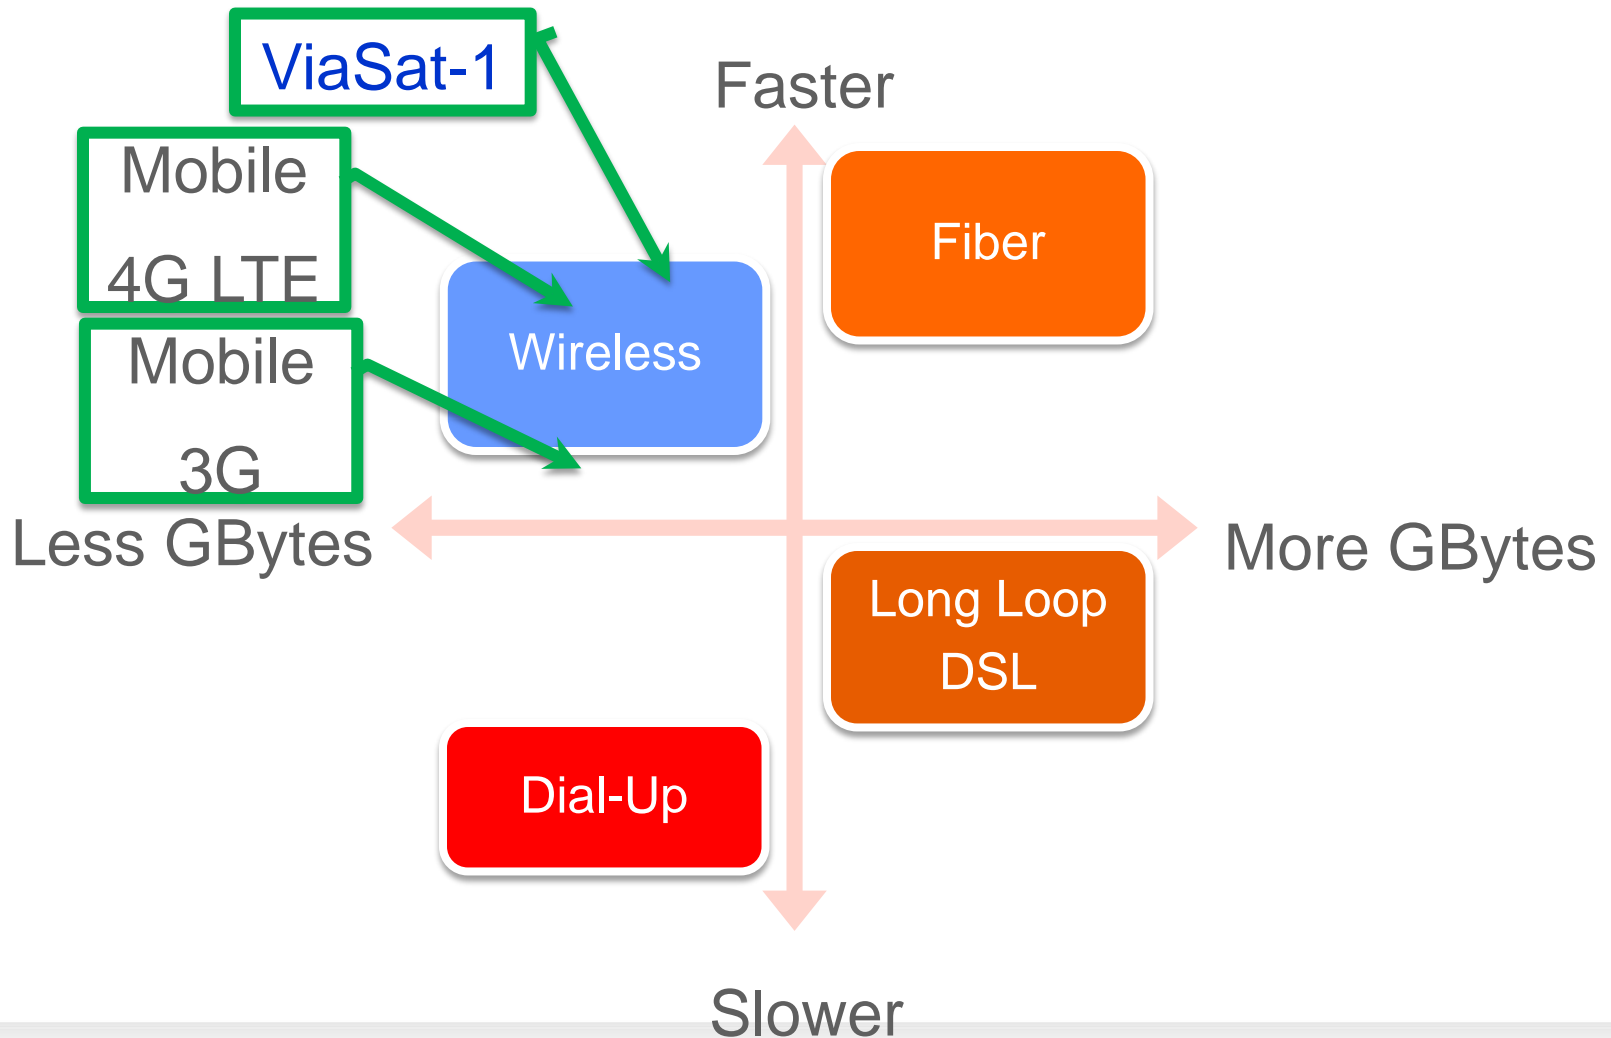 ViaSat-1
Faster
Mobile
4G LTE
Fiber
Mobile
3G
Wireless
Less GBytes
More GBytes
Long Loop
DSL
Dial-Up
Slower